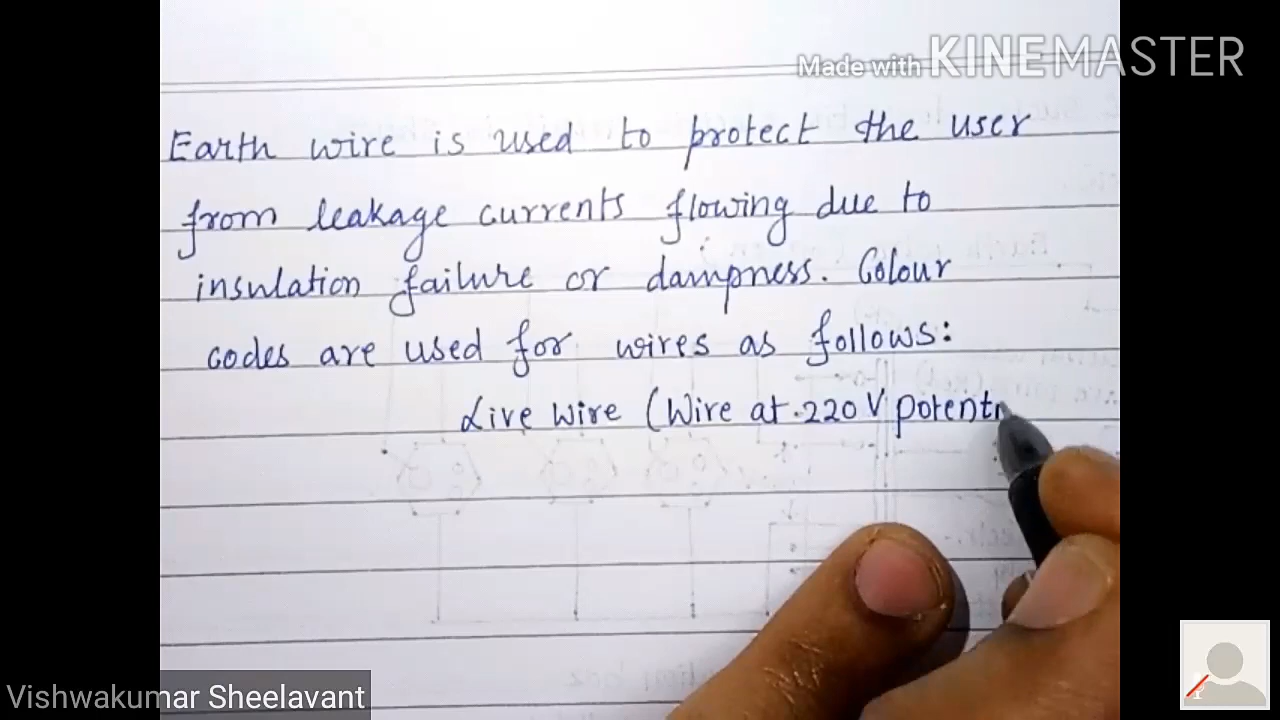 Made with KINEMASTER
Earth wire is used to protect the user
from leakage currents flowing due to
insulation failure or dampness. Colour
codes are used for wires as follows:
Live wire (Wire at 220 V potenti
Vishwakumar Sheelavant